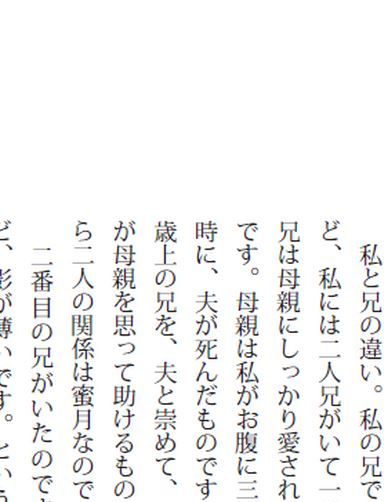 私と兄の違い。私の兄で
ど、私には二人兄がいて一
兄は母親にしっかり愛され
です。母親は私がお腹に三
時に、夫が死んだものです
歳上の兄を、夫と崇めて、
が母親を思って助けるもの
ら二人の関係は蜜月なので
二番目の兄がいたのです
ど、影が薄いです。という